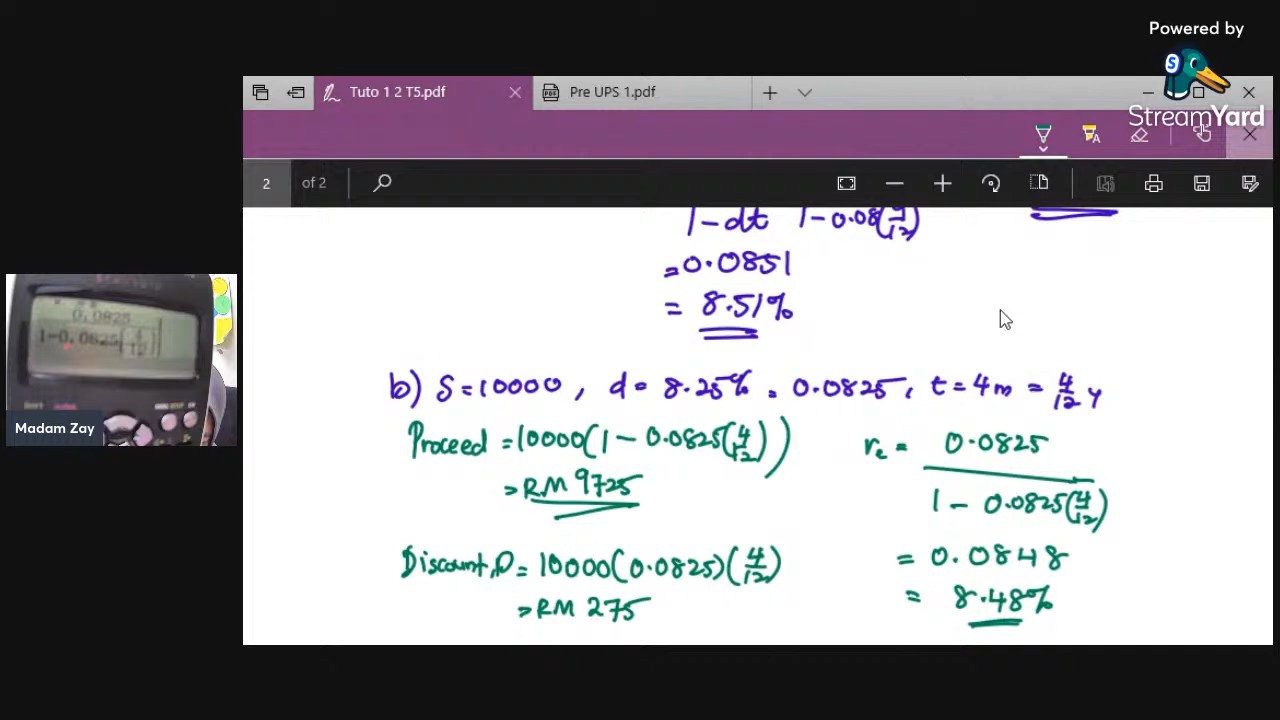 Powered by
StreamYard
Tuto 1 2 T5.pdf
Pre UPS 1.pdf
2 of 2
1-dt 1-0.08(4/12)
=0.0851
= 8.51%
b) S=10000, d= 8.25% = 0.0825, t=4m = 4/12 y
Proceed =10000(1-0.0825(4/12))
=RM 9725
re = 0.0825
1 - 0.0825(4/12)
= 0.0848
= 8.48%
Discount,D=10000(0.0825)(4/12)
=RM 275
0.0825
Madam Zay